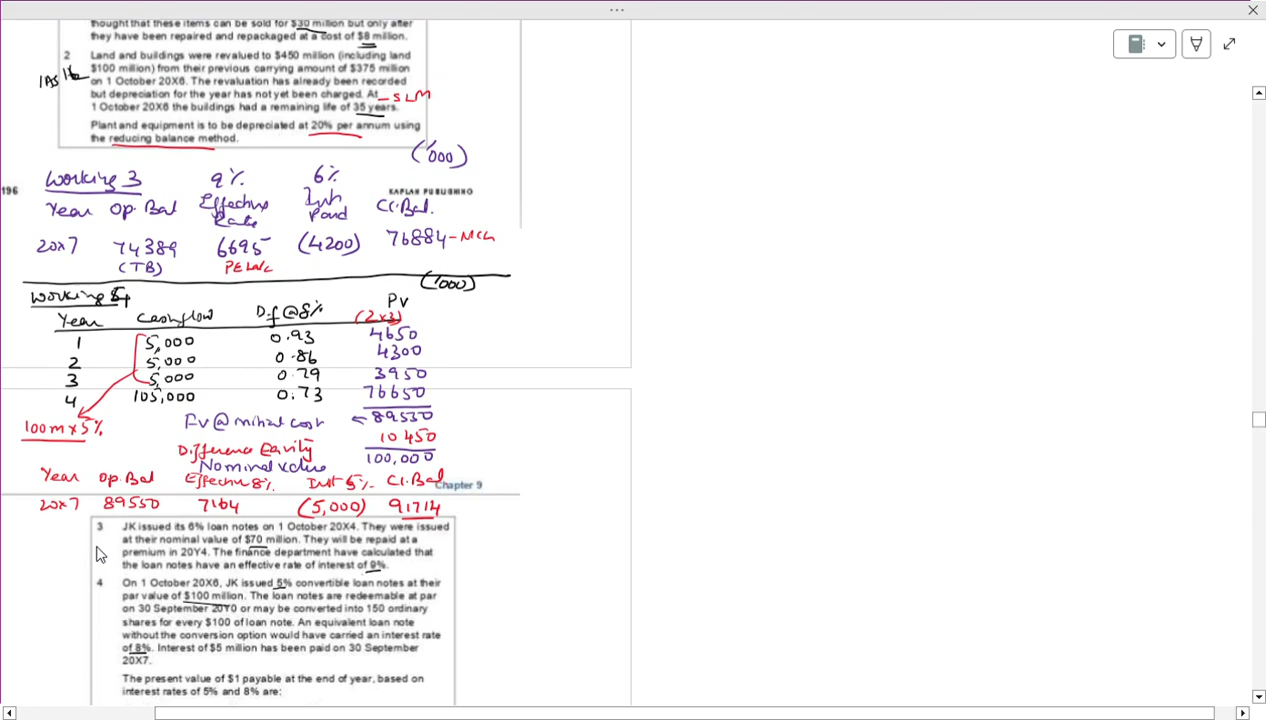 thought that these items can be sold for $30 million but only after
they have been repaired and repackaged at a cost of $8 million.
2 Land and buildings were revalued to $450 million (including land
$100 million) from their previous carrying amount of $375 million
IAS 16
on 1 October 20X6. The revaluation has already been recorded
but depreciation for the year has not yet been charged. At
- SLM
1 October 20X6 the buildings had a remaining life of 35 years.
Plant and equipment is to be depreciated at 20% per annum using
the reducing balance method.
('000)
Working 3 9% 6%
196 KAPLAN PUBLISHING
Year Op. Bal Effective Rate Int Paid Cl. Bal.
20x7 74389 6695 (4200) 76884 - NCL
(TB) PE
('000)
Working 4
Year Cashflow D.f @ 8% PV
(2x3)
1 5,000 0.93 4650
2 5,000 0.86 4300
3 5,000 0.79 3950
4 105,000 0.73 76650
Fv @ initial cost ← 89550
100m x 5%
Difference Equity 10450
Nominal value 100,000
Year Op. Bal Effective 8% Int 5% Cl. Bal
Chapter 9
20x7 89550 7164 (5,000) 91714
3 JK issued its 6% loan notes on 1 October 20X4. They were issued
at their nominal value of $70 million. They will be repaid at a
premium in 20Y4. The finance department have calculated that
the loan notes have an effective rate of interest of 9%.
4 On 1 October 20X6, JK issued 5% convertible loan notes at their
par value of $100 million. The loan notes are redeemable at par
on 30 September 20Y0 or may be converted into 150 ordinary
shares for every $100 of loan note. An equivalent loan note
without the conversion option would have carried an interest rate
of 8%. Interest of $5 million has been paid on 30 September
20X7.
The present value of $1 payable at the end of year, based on
interest rates of 5% and 8% are: